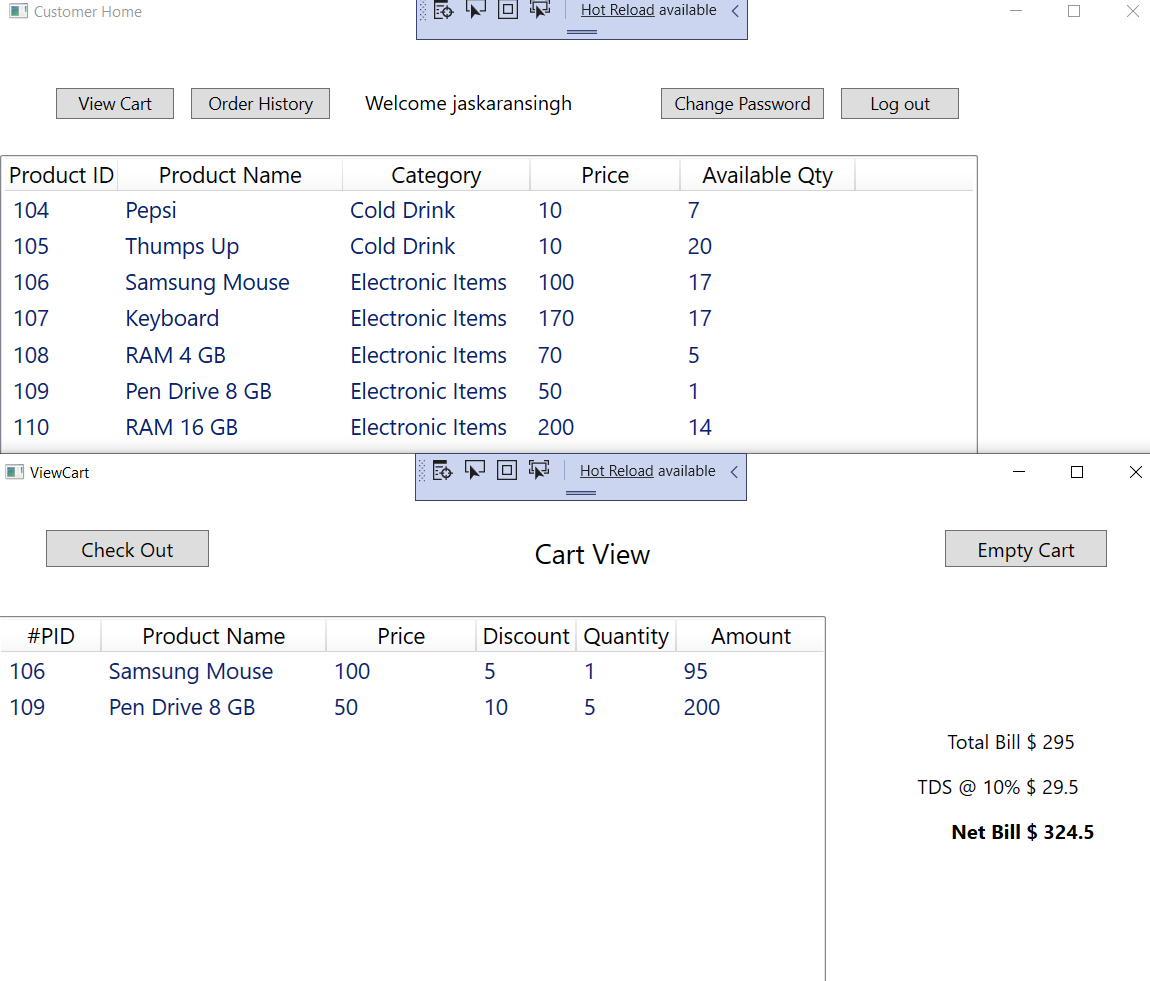 Customer Home
Hot Reload available
View Cart Order History Welcome jaskaransingh Change Password Log out
Product ID Product Name Category Price Available Qty
104 Pepsi Cold Drink 10 7
105 Thumps Up Cold Drink 10 20
106 Samsung Mouse Electronic Items 100 17
107 Keyboard Electronic Items 170 17
108 RAM 4 GB Electronic Items 70 5
109 Pen Drive 8 GB Electronic Items 50 1
110 RAM 16 GB Electronic Items 200 14
ViewCart Hot Reload available
Check Out Cart View Empty Cart
#PID Product Name Price Discount Quantity Amount
106 Samsung Mouse 100 5 1 95
109 Pen Drive 8 GB 50 10 5 200
Total Bill $ 295
TDS @ 10% $ 29.5
Net Bill $ 324.5